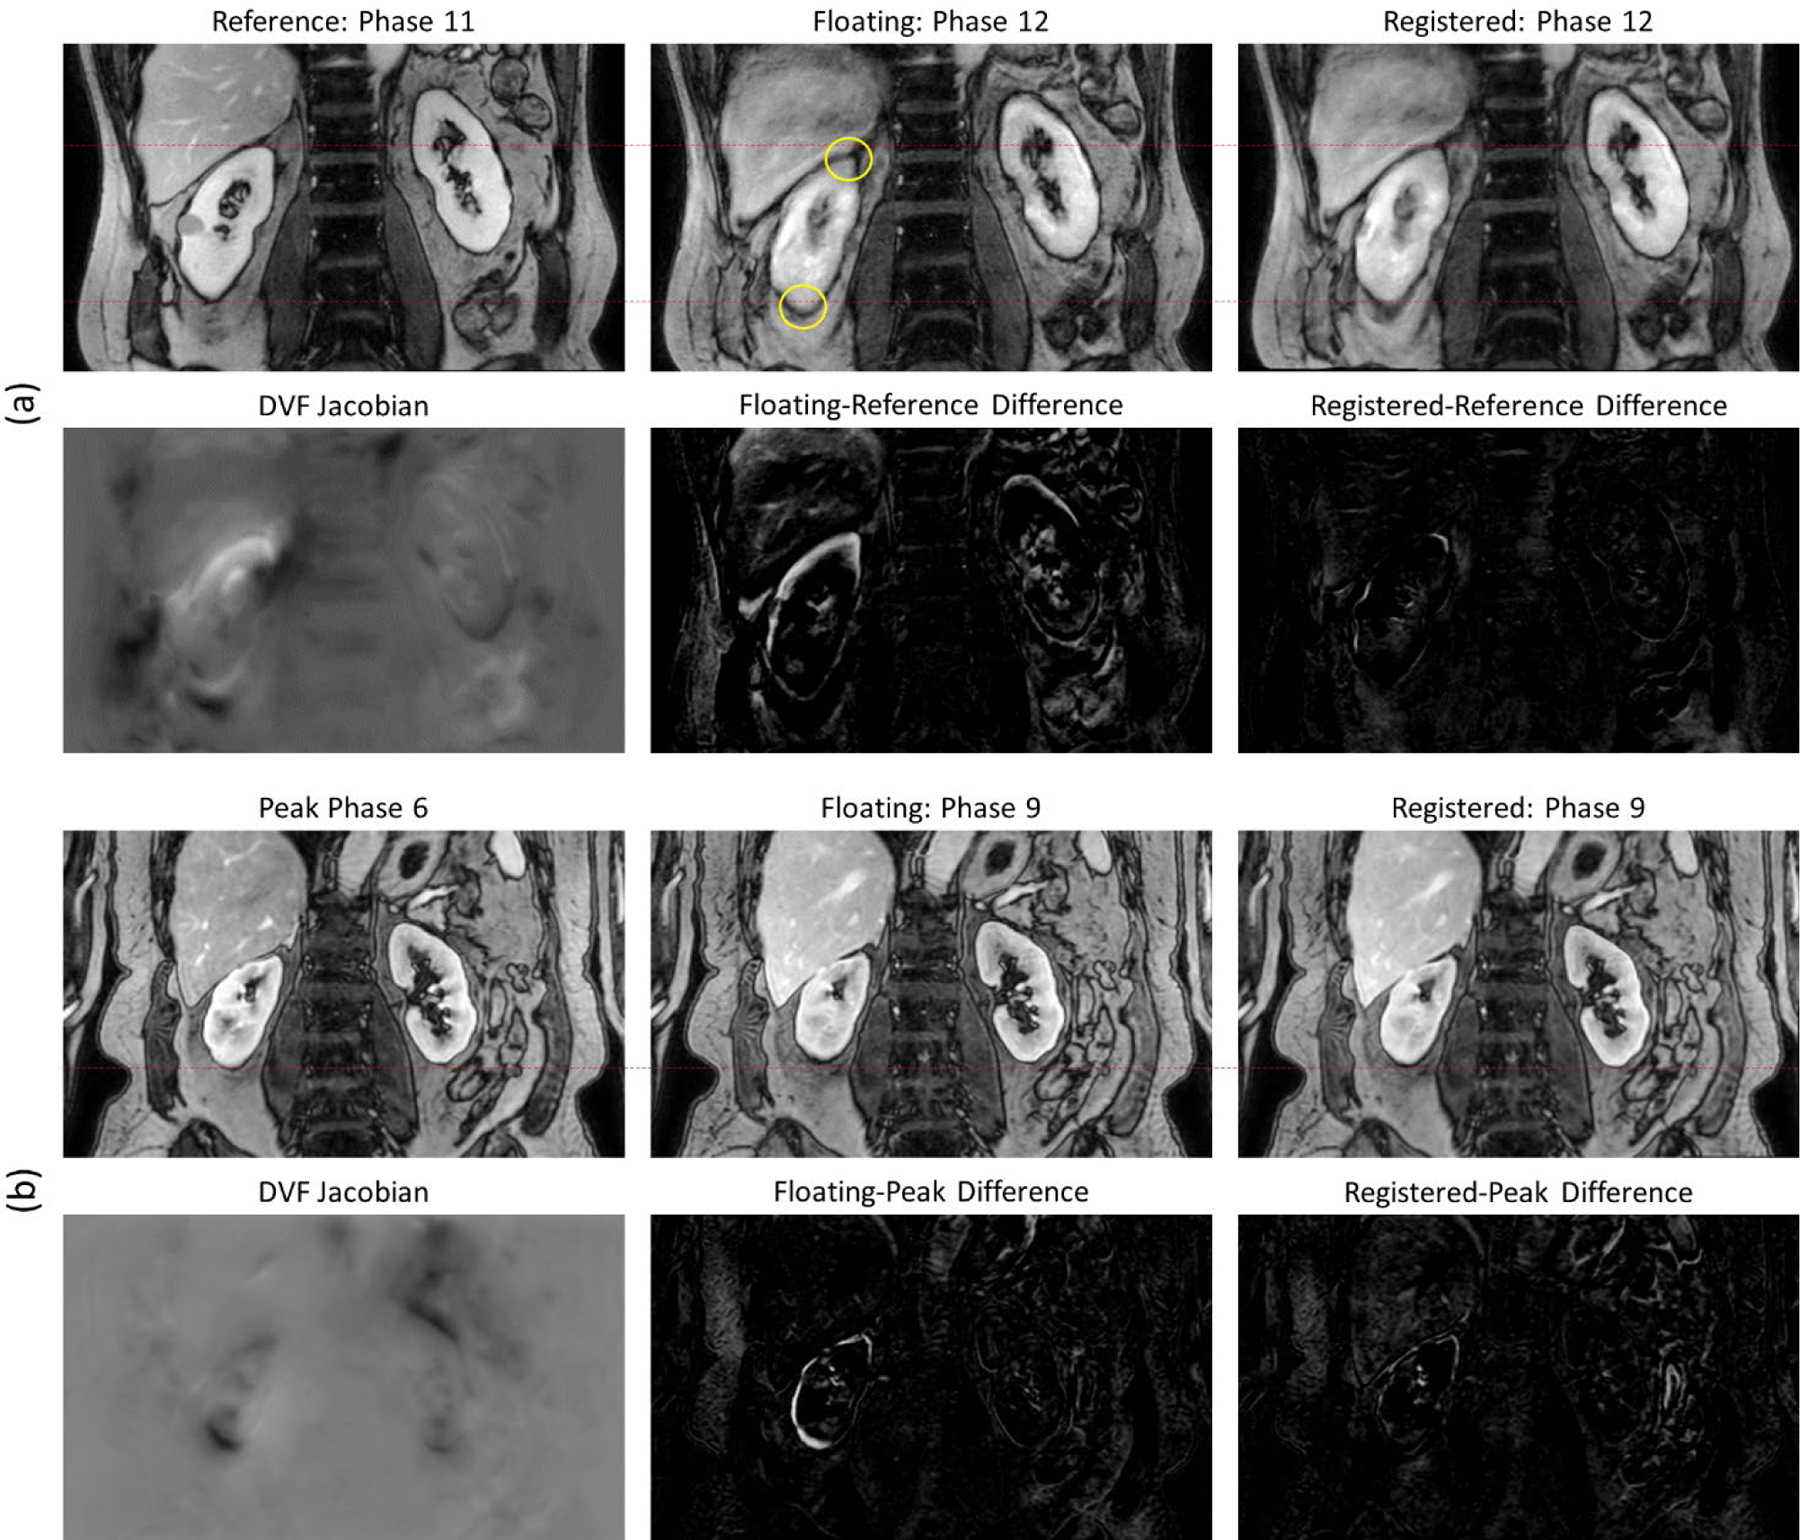 Reference: Phase 11
Floating: Phase 12
Registered: Phase 12
(a)
DVF Jacobian
Floating-Reference Difference
Registered-Reference Difference
Peak Phase 6
Floating: Phase 9
Registered: Phase 9
(b)
DVF Jacobian
Floating-Peak Difference
Registered-Peak Difference